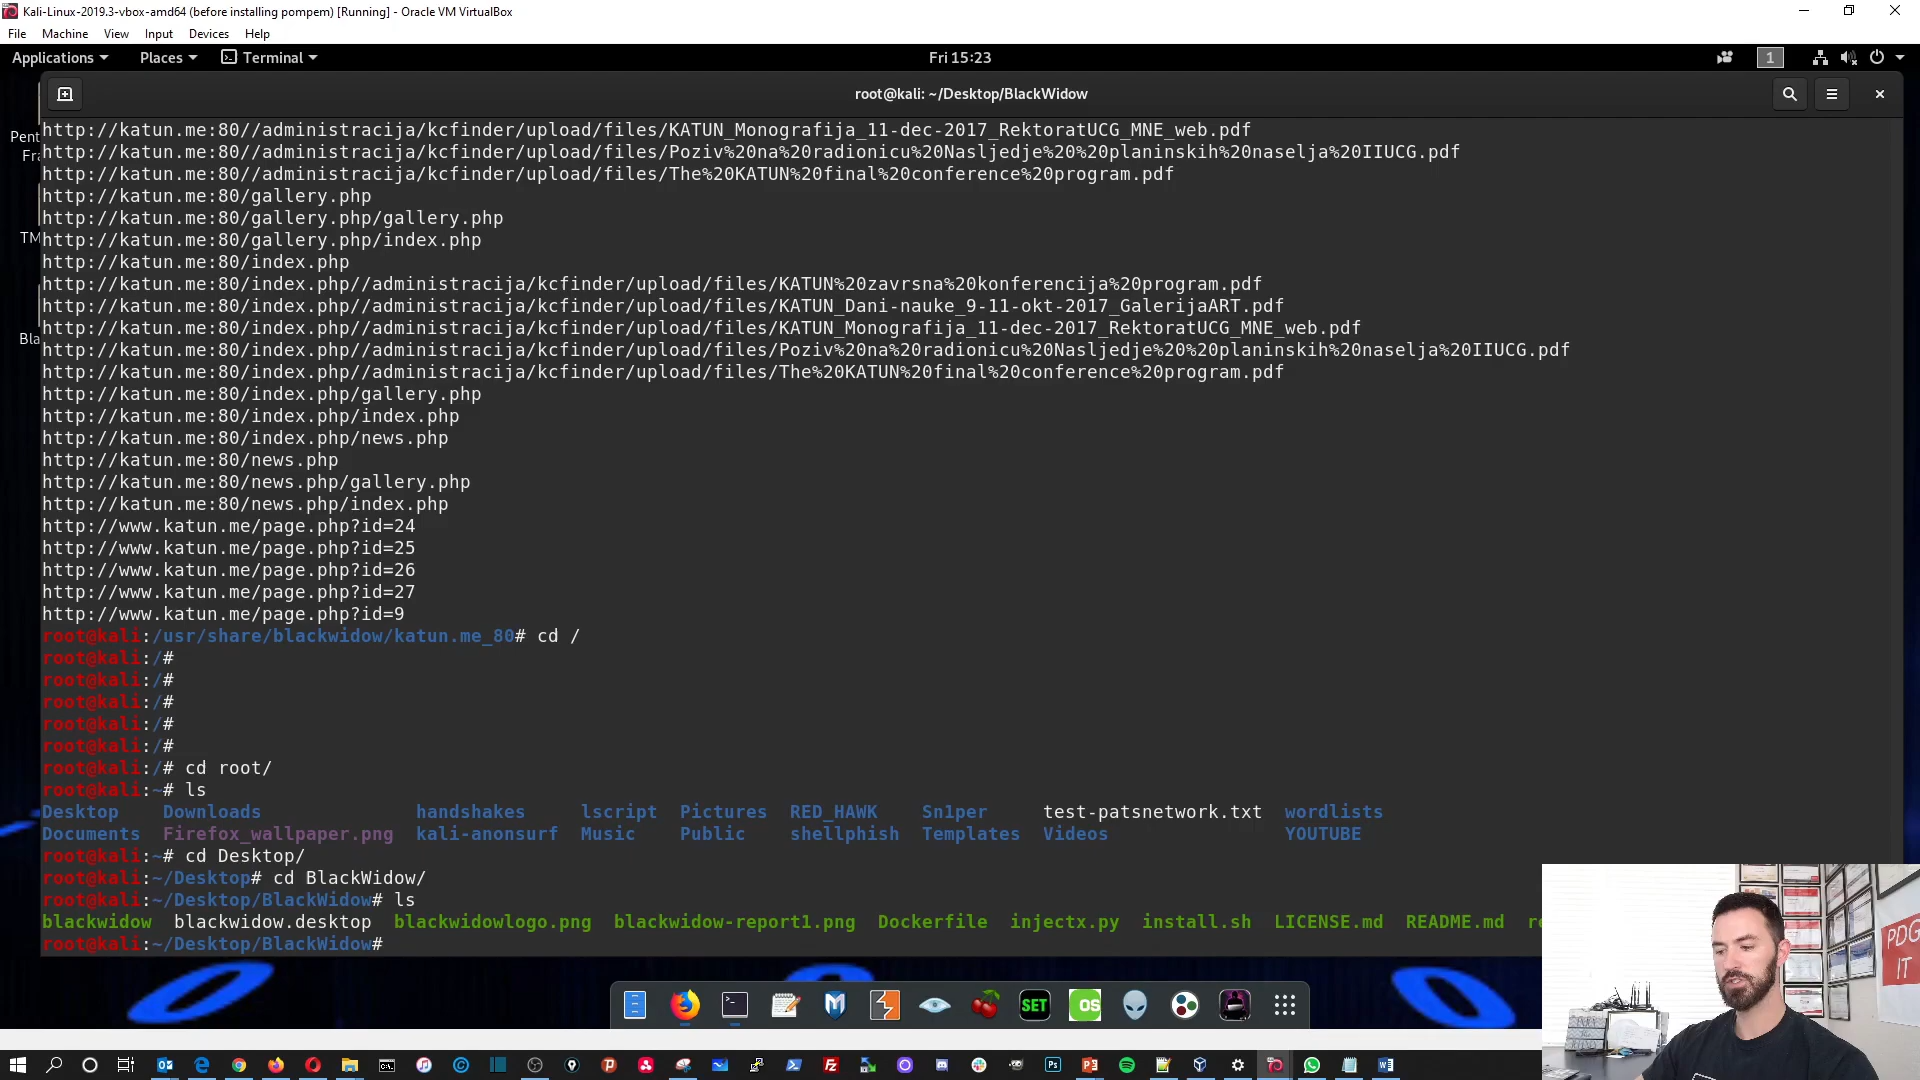 Kali-Linux-2019.3-vbox-amd64 (before installing pompem) [Running] - Oracle VM VirtualBox
File Machine View Input Devices Help
Applications Places Terminal Fri 15:23 1
root@kali: ~/Desktop/BlackWidow
Pent
Fra
TM
Bla
http://katun.me:80//administracija/kcfinder/upload/files/KATUN_Monografija_11-dec-2017_RektoratUCG_MNE_web.pdf
http://katun.me:80//administracija/kcfinder/upload/files/Poziv%20na%20radionicu%20Nasljedje%20%20planinskih%20naselja%20IIUCG.pdf
http://katun.me:80//administracija/kcfinder/upload/files/The%20KATUN%20final%20conference%20program.pdf
http://katun.me:80/gallery.php
http://katun.me:80/gallery.php/gallery.php
http://katun.me:80/gallery.php/index.php
http://katun.me:80/index.php
http://katun.me:80/index.php//administracija/kcfinder/upload/files/KATUN%20zavrsna%20konferencija%20program.pdf
http://katun.me:80/index.php//administracija/kcfinder/upload/files/KATUN_Dani-nauke_9-11-okt-2017_GalerijaART.pdf
http://katun.me:80/index.php//administracija/kcfinder/upload/files/KATUN_Monografija_11-dec-2017_RektoratUCG_MNE_web.pdf
http://katun.me:80/index.php//administracija/kcfinder/upload/files/Poziv%20na%20radionicu%20Nasljedje%20%20planinskih%20naselja%20IIUCG.pdf
http://katun.me:80/index.php//administracija/kcfinder/upload/files/The%20KATUN%20final%20conference%20program.pdf
http://katun.me:80/index.php/gallery.php
http://katun.me:80/index.php/index.php
http://katun.me:80/index.php/news.php
http://katun.me:80/news.php
http://katun.me:80/news.php/gallery.php
http://katun.me:80/news.php/index.php
http://www.katun.me/page.php?id=24
http://www.katun.me/page.php?id=25
http://www.katun.me/page.php?id=26
http://www.katun.me/page.php?id=27
http://www.katun.me/page.php?id=9
root@kali:/usr/share/blackwidow/katun.me_80# cd /
root@kali:/#
root@kali:/#
root@kali:/#
root@kali:/#
root@kali:/#
root@kali:/# cd root/
root@kali:~# ls
Desktop Downloads handshakes lscript Pictures RED_HAWK Sn1per test-patsnetwork.txt wordlists
Documents Firefox_wallpaper.png kali-anonsurf Music Public shellphish Templates Videos YOUTUBE
root@kali:~# cd Desktop/
root@kali:~/Desktop# cd BlackWidow/
root@kali:~/Desktop/BlackWidow# ls
blackwidow blackwidow.desktop blackwidowlogo.png blackwidow-report1.png Dockerfile injectx.py install.sh LICENSE.md README.md re
root@kali:~/Desktop/BlackWidow#
SET OS
PDG
IT